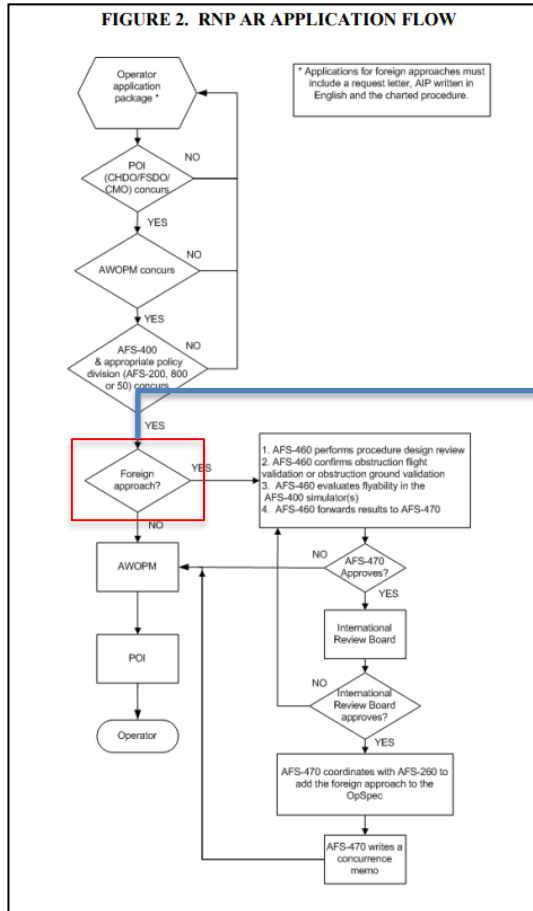 FIGURE 2. RNP AR APPLICATION FLOW
Operator
application
package *
* Applications for foreign approaches must
include a request letter, AIP written in
English and the charted procedure.
NO
POI
(CHDO/FSDO/
CMO) concurs
YES
NO
AWOPM concurs
YES
NO
AFS-400
& appropriate policy
division (AFS-200, 800
or 50) concurs
YES
Foreign
approach?
YES
1. AFS-460 performs procedure design review
2. AFS-460 confirms obstruction flight
validation or obstruction ground validation
3. AFS-460 evaluates flyability in the
AFS-400 simulator(s)
4. AFS-460 forwards results to AFS-470
NO
AWOPM
NO
AFS-470
Approves?
YES
International
Review Board
POI
NO
International
Review Board
approves?
YES
Operator
AFS-470 coordinates with AFS-260 to
add the foreign approach to the
OpSpec
AFS-470 writes a
concurrence
memo